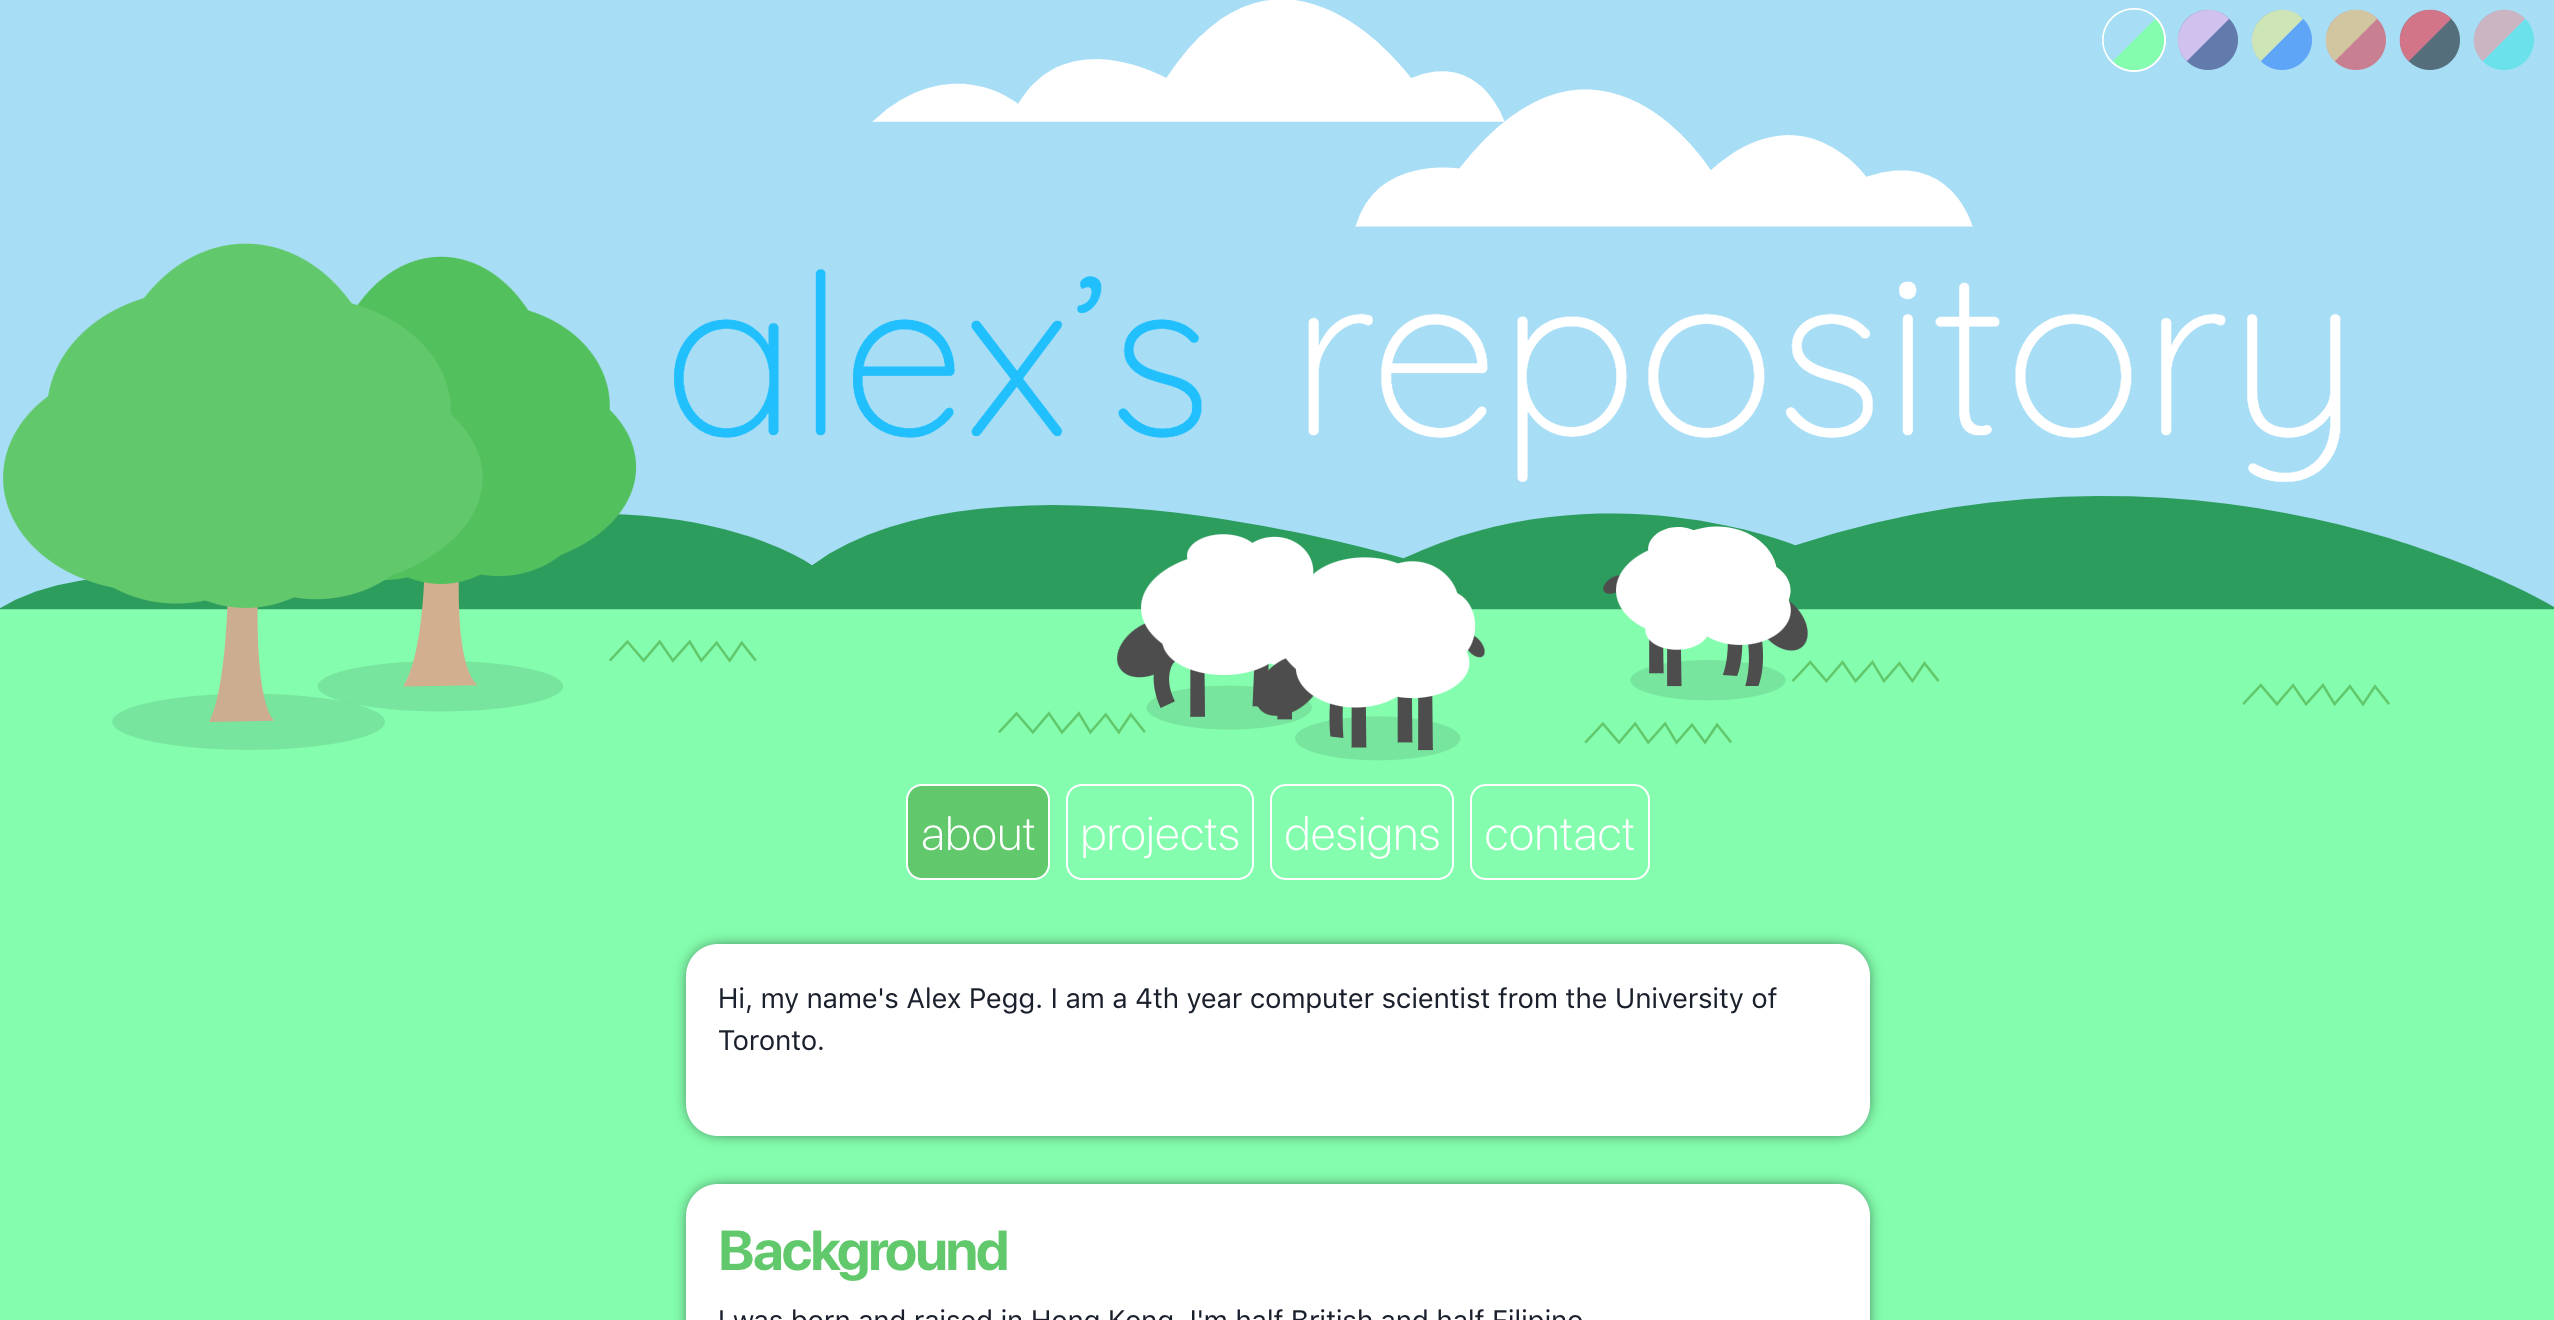 alex’s repository
about projects designs contact
Hi, my name's Alex Pegg. I am a 4th year computer scientist from the University of
Toronto.
Background
I was born and raised in Hong Kong. I'm half British and half Filipino.